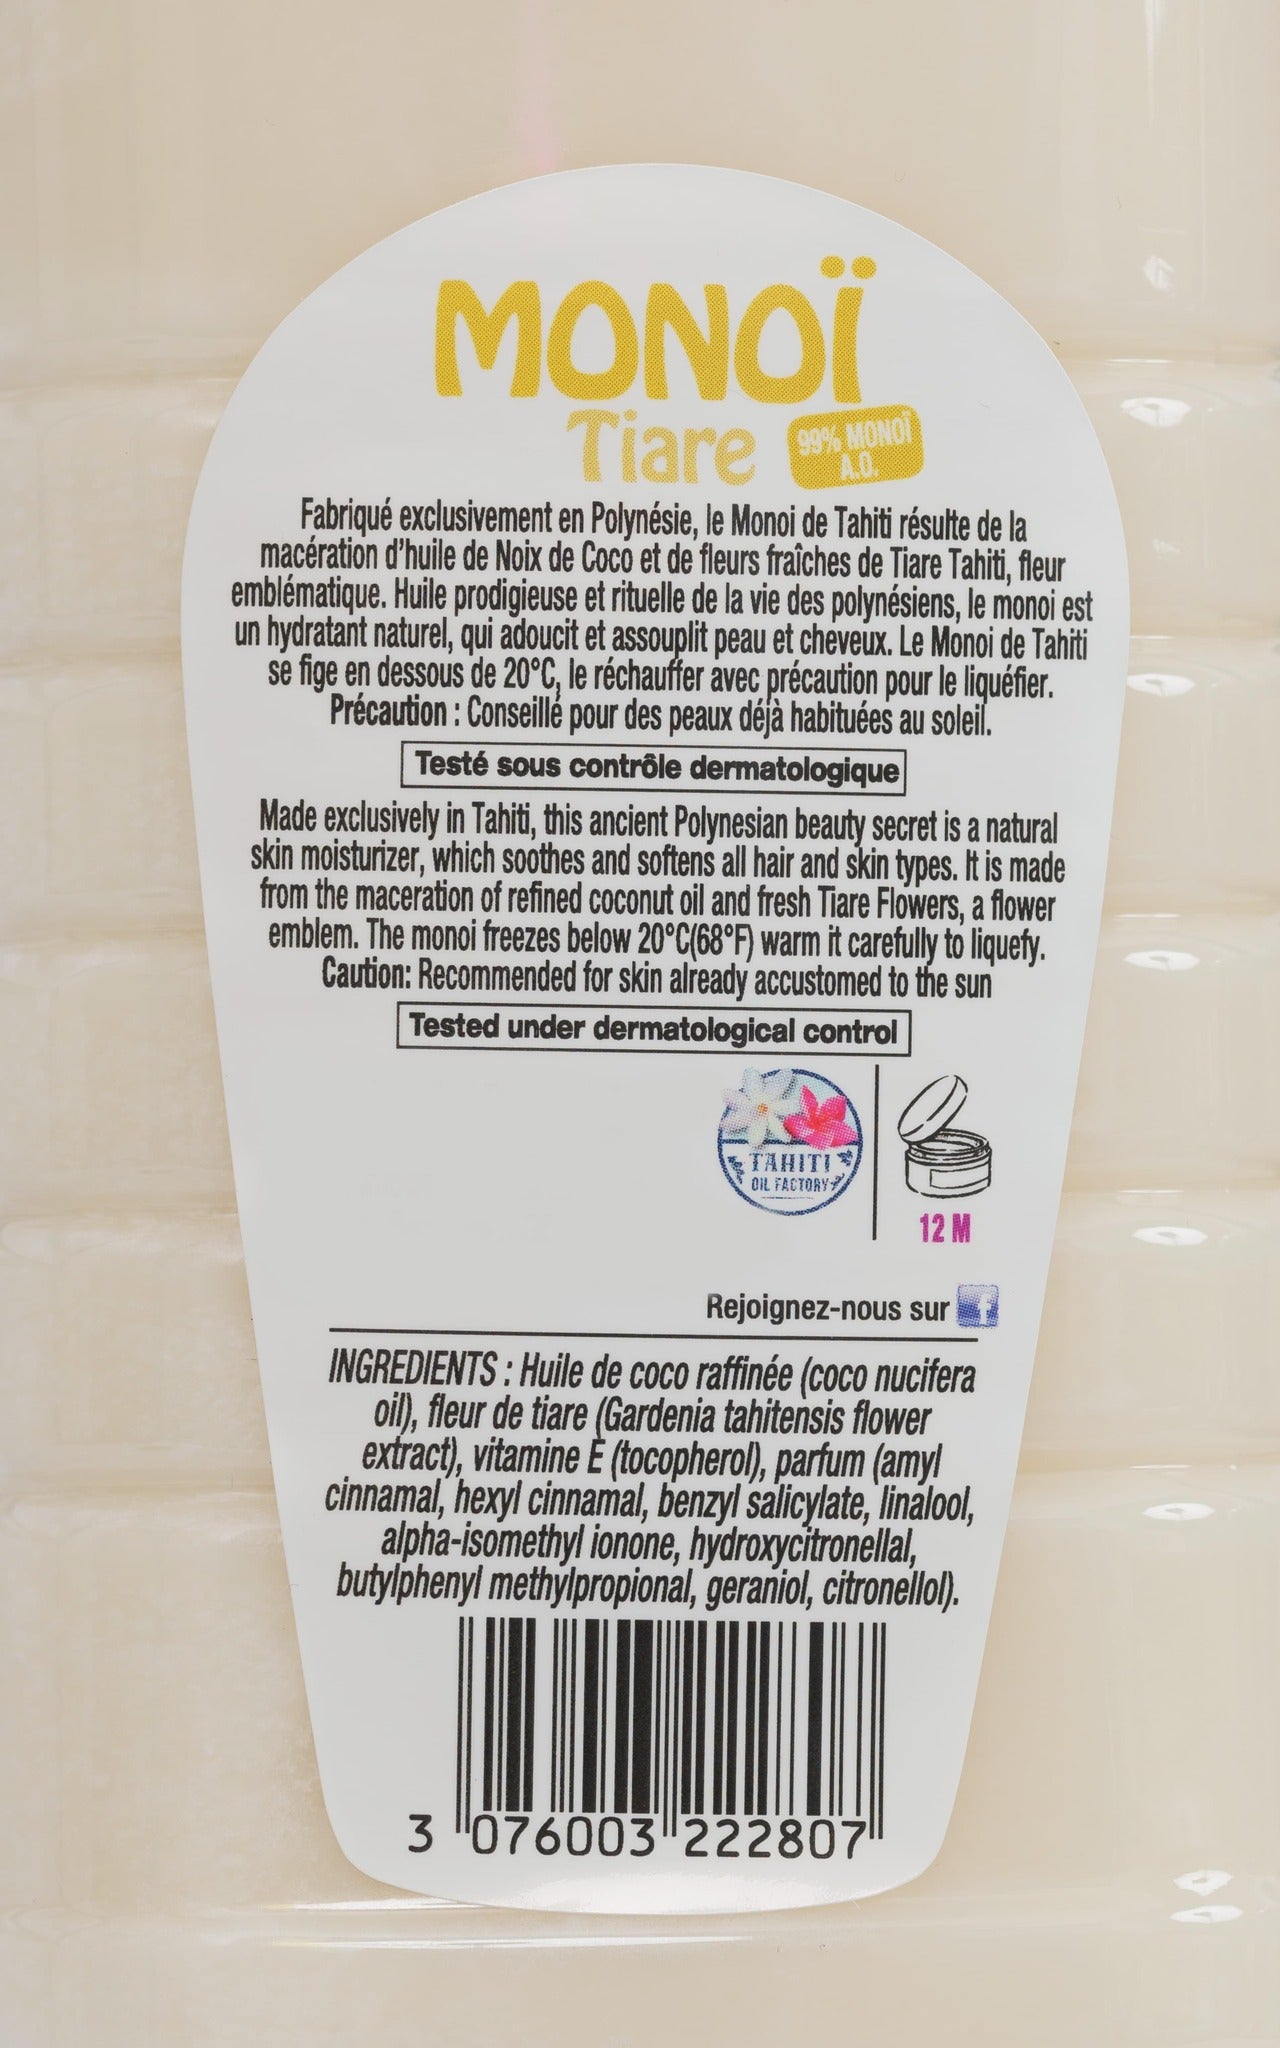 MONOÏ
Tiare
99% MONOÏ
A.O.
Fabriqué exclusivement en Polynésie, le Monoi de Tahiti résulte de la
macération d'huile de Noix de Coco et de fleurs fraîches de Tiare Tahiti, fleur
emblématique. Huile prodigieuse et rituelle de la vie des polynésiens, le monoi est
un hydratant naturel, qui adoucit et assouplit peau et cheveux. Le Monoi de Tahiti
se fige en dessous de 20°C, le réchauffer avec précaution pour le liquéfier.
Précaution : Conseillé pour des peaux déjà habituées au soleil.
Testé sous contrôle dermatologique
Made exclusively in Tahiti, this ancient Polynesian beauty secret is a natural
skin moisturizer, which soothes and softens all hair and skin types. It is made
from the maceration of refined coconut oil and fresh Tiare Flowers, a flower
emblem. The monoi freezes below 20°C(68°F) warm it carefully to liquefy.
Caution: Recommended for skin already accustomed to the sun
Tested under dermatological control
TAHITI
OIL FACTORY
12 M
Rejoignez-nous sur f
INGREDIENTS : Huile de coco raffinée (coco nucifera
oil), fleur de tiare (Gardenia tahitensis flower
extract), vitamine E (tocopherol), parfum (amyl
cinnamal, hexyl cinnamal, benzyl salicylate, linalool,
alpha-isomethyl ionone, hydroxycitronellal,
butylphenyl methylpropional, geraniol, citronellol).
3 076003 222807